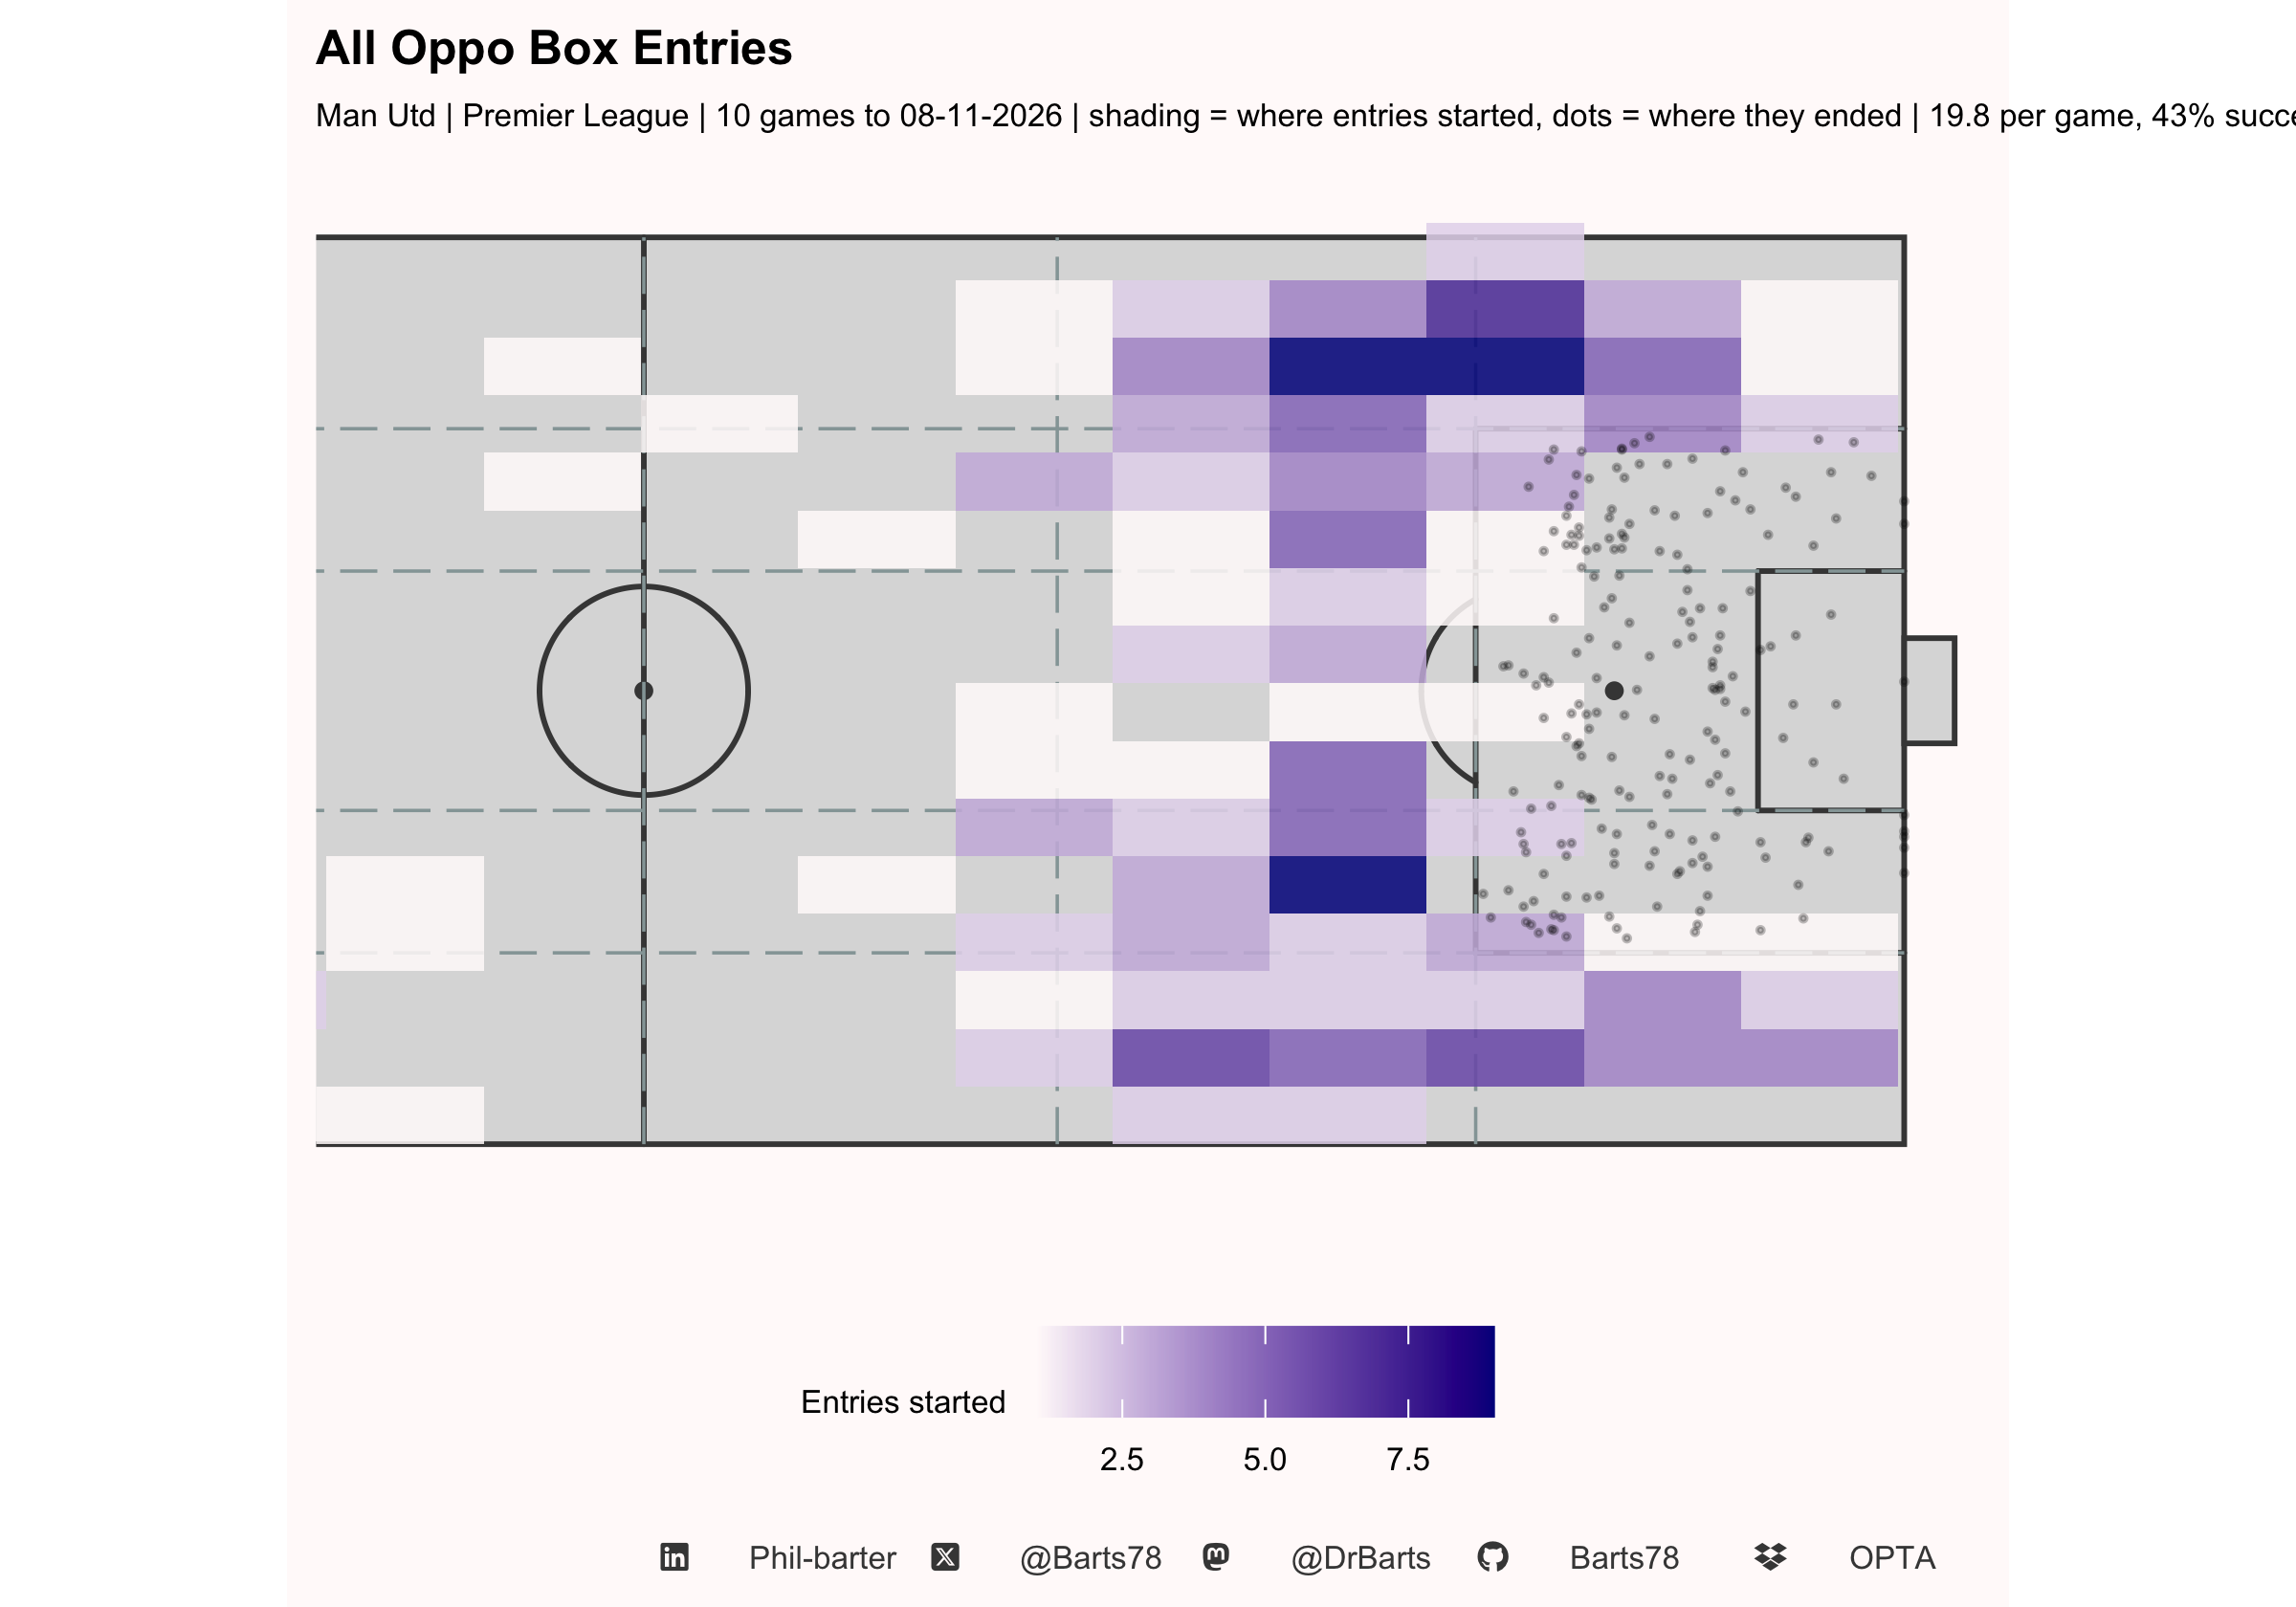 All Oppo Box Entries
Man Utd | Premier League | 10 games to 08-11-2026 | shading = where entries started, dots = where they ended | 19.8 per game, 43% succe
Entries started
2.5 5.0 7.5
Phil-barter @Barts78 @DrBarts Barts78 OPTA